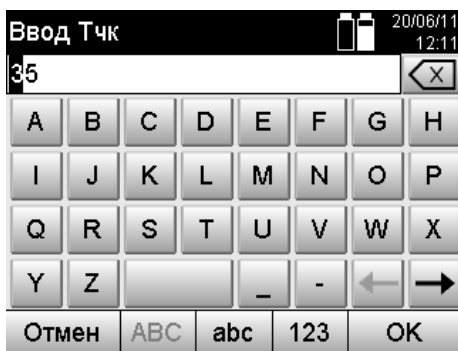 Ввод Тчк 20/06/11
12:11
35
A B C D E F G H
I J K L M N O P
Q R S T U V W X
Y Z _ -
Отмен ABC abc 123 OK